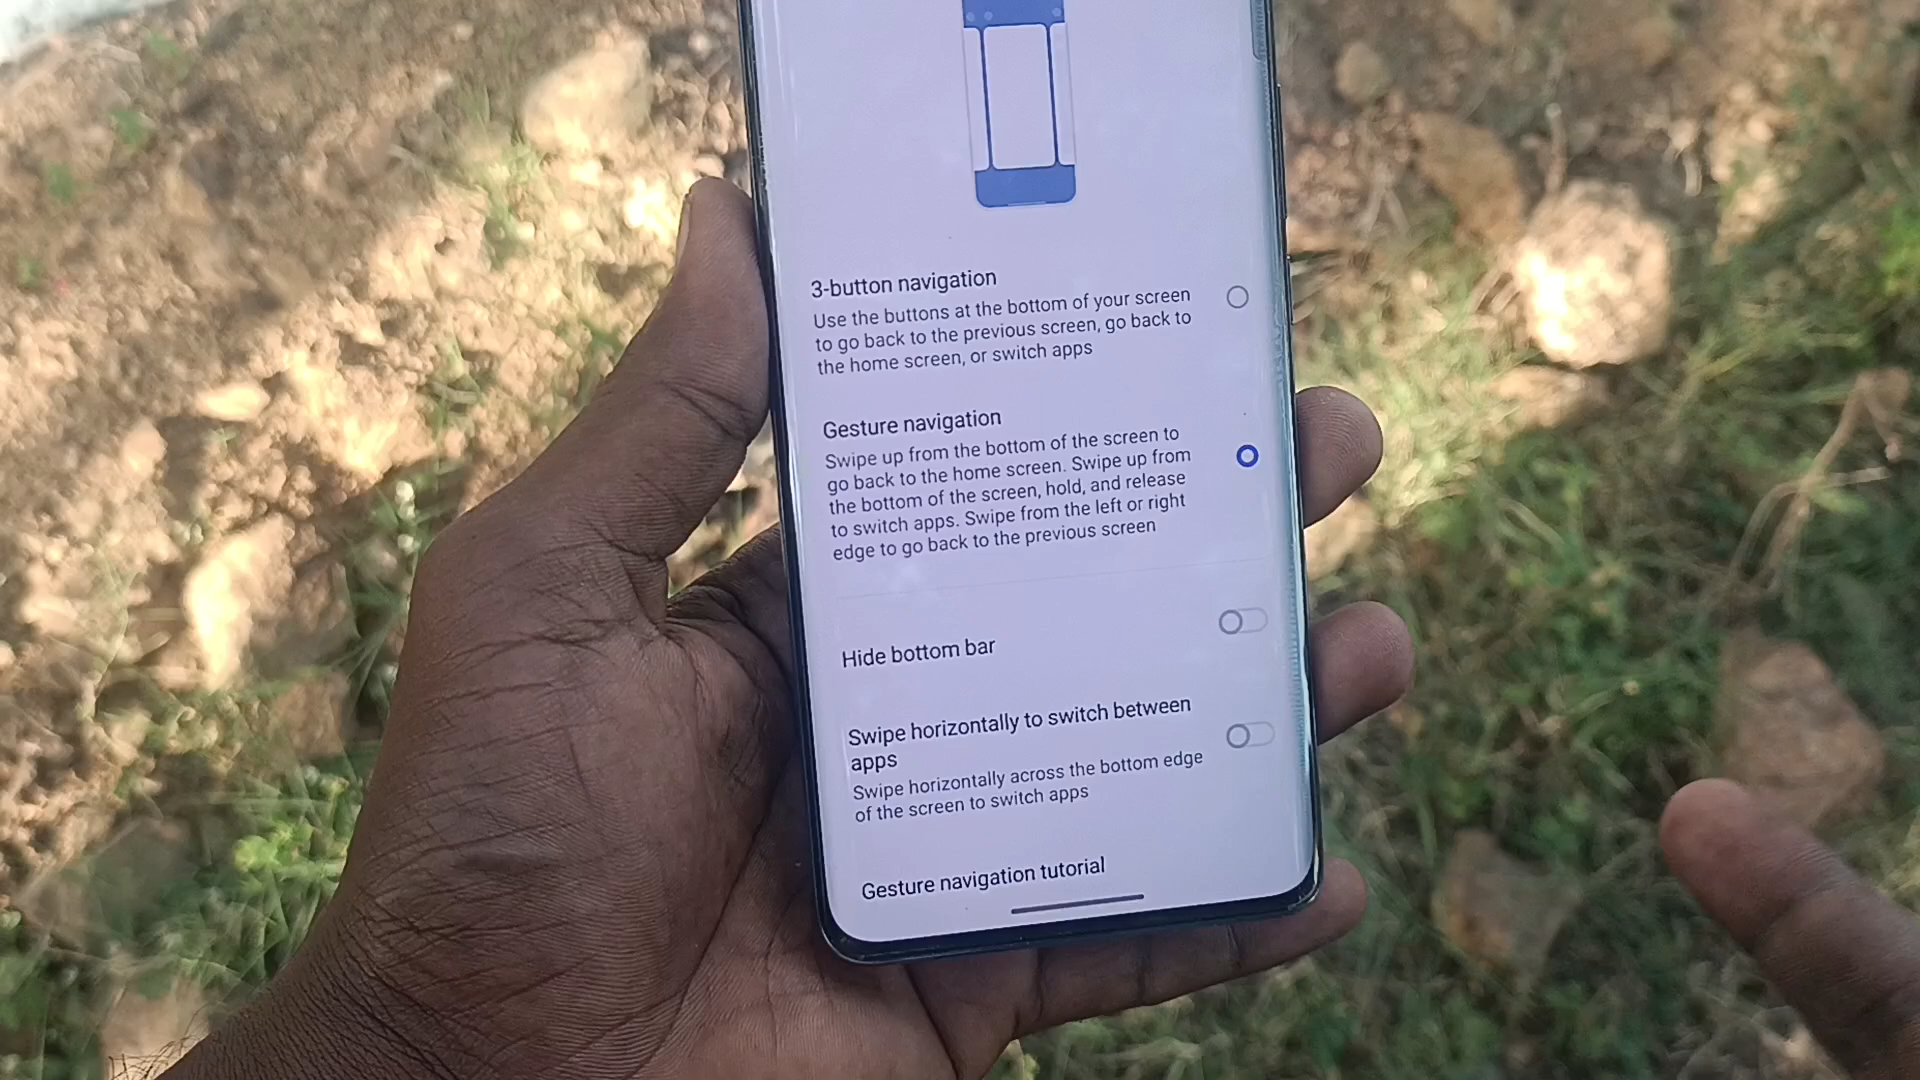 3-button navigation
Use the buttons at the bottom of your screen
to go back to the previous screen, go back to
the home screen, or switch apps
Gesture navigation
Swipe up from the bottom of the screen to
go back to the home screen. Swipe up from
the bottom of the screen, hold, and release
to switch apps. Swipe from the left or right
edge to go back to the previous screen
Hide bottom bar
Swipe horizontally to switch between
apps
Swipe horizontally across the bottom edge
of the screen to switch apps
Gesture navigation tutorial